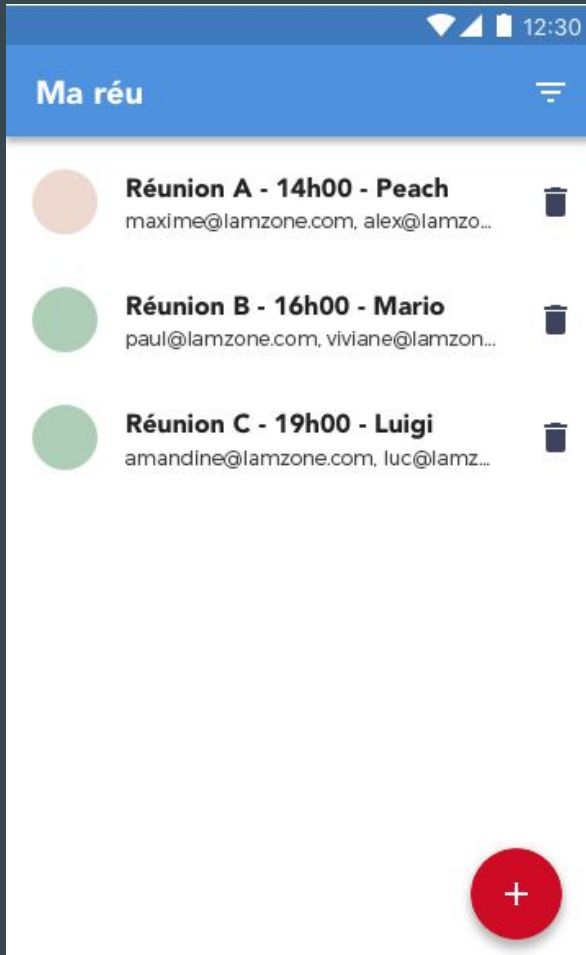 12:30
Ma réu
Réunion A - 14h00 - Peach
maxime@lamzone.com, alex@lamzo...
Réunion B - 16h00 - Mario
paul@lamzone.com, viviane@lamzon...
Réunion C - 19h00 - Luigi
amandine@lamzone.com, luc@lamz...